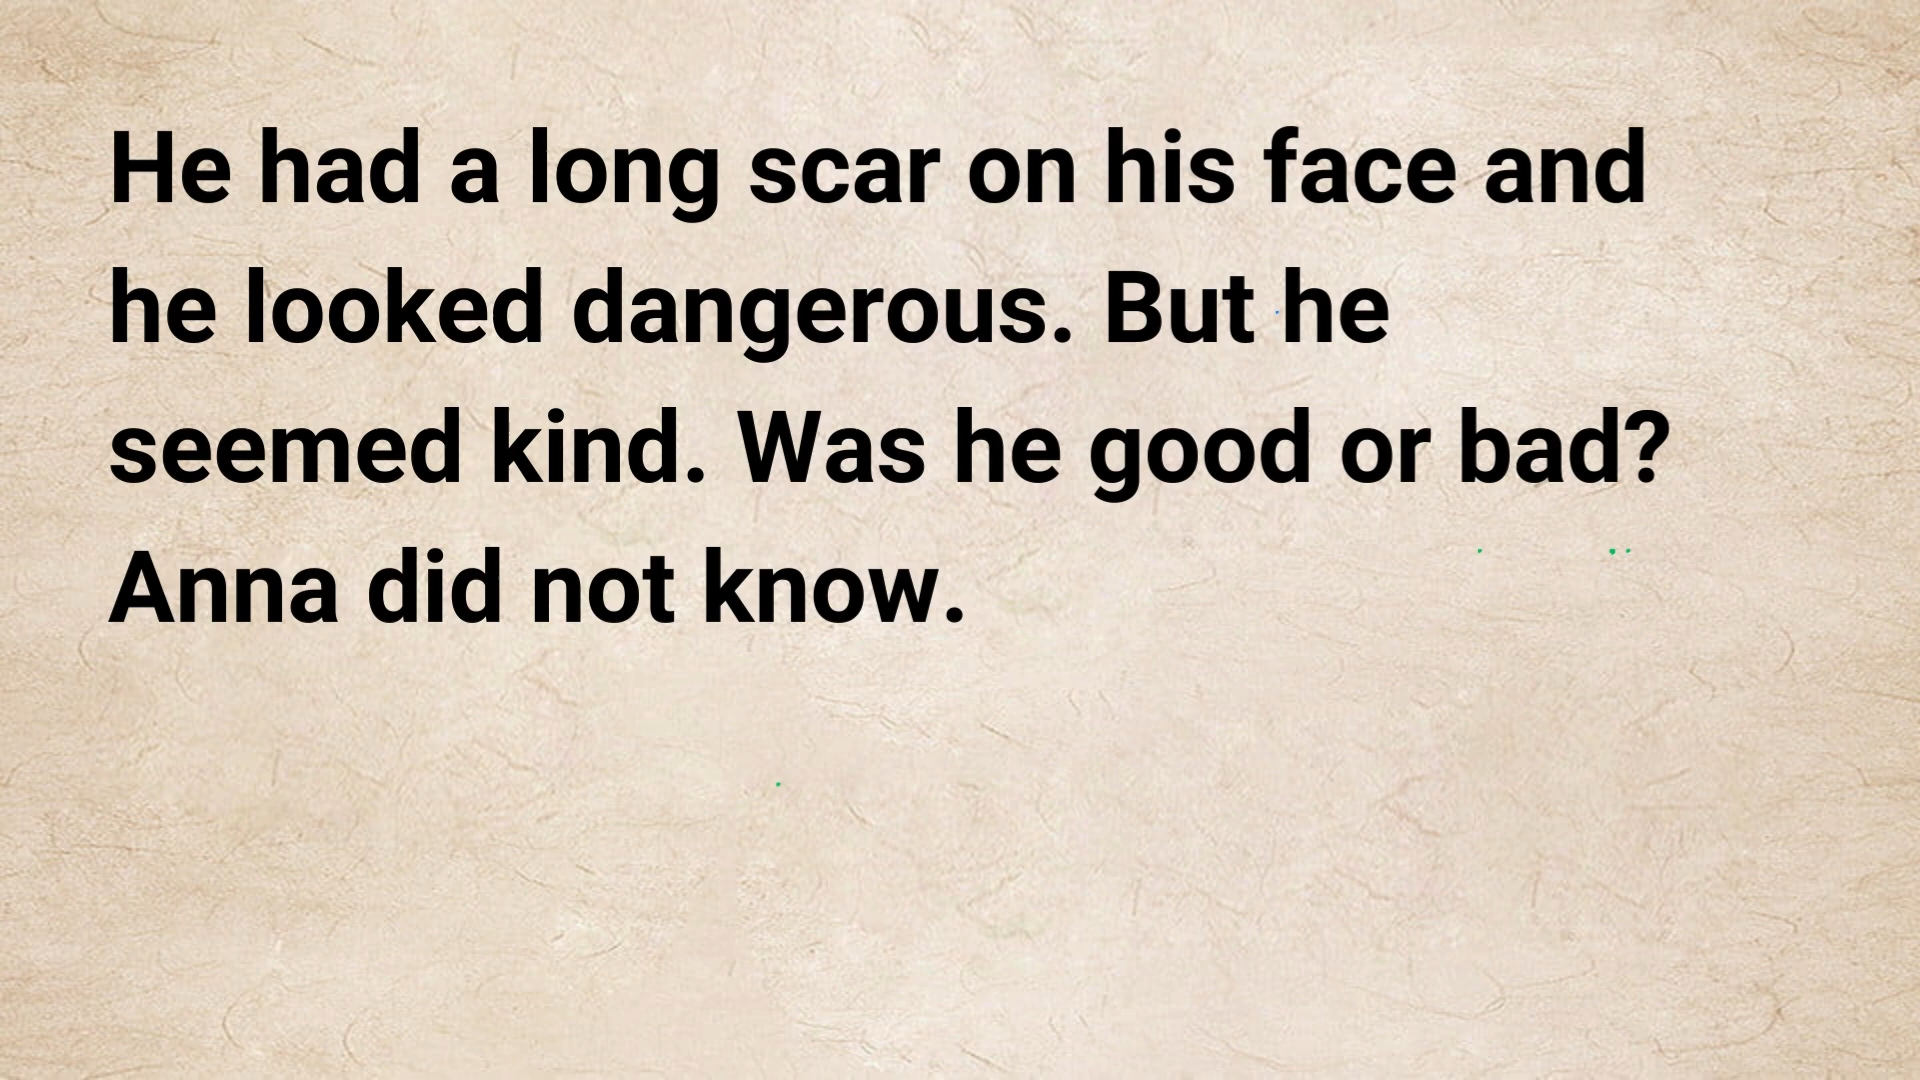 He had a long scar on his face and
he looked dangerous. But he
seemed kind. Was he good or bad?
Anna did not know.